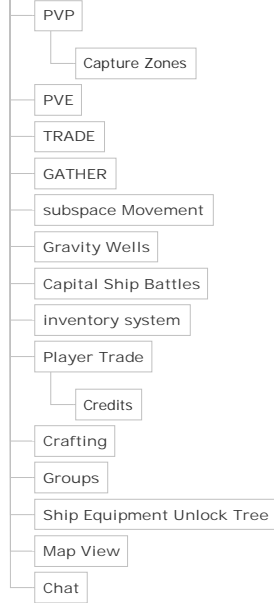 PVP
Capture Zones
PVE
TRADE
GATHER
subspace Movement
Gravity Wells
Capital Ship Battles
inventory system
Player Trade
Credits
Crafting
Groups
Ship Equipment Unlock Tree
Map View
Chat